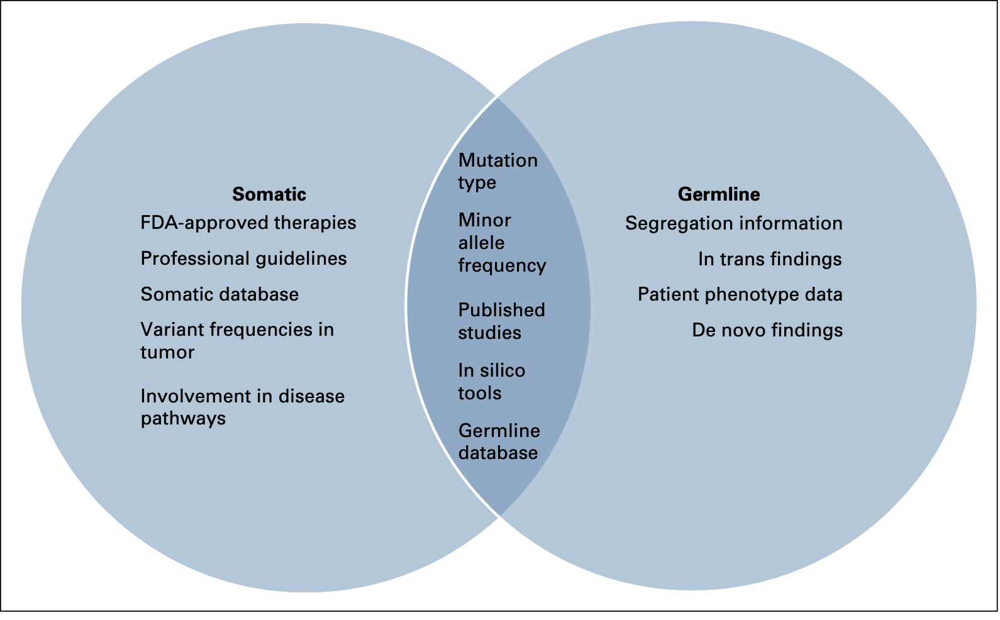 Somatic
FDA-approved therapies
Professional guidelines
Somatic database
Variant frequencies in
tumor
Involvement in disease
pathways
Mutation
type
Minor
allele
frequency
Published
studies
In silico
tools
Germline
database
Germline
Segregation information
In trans findings
Patient phenotype data
De novo findings